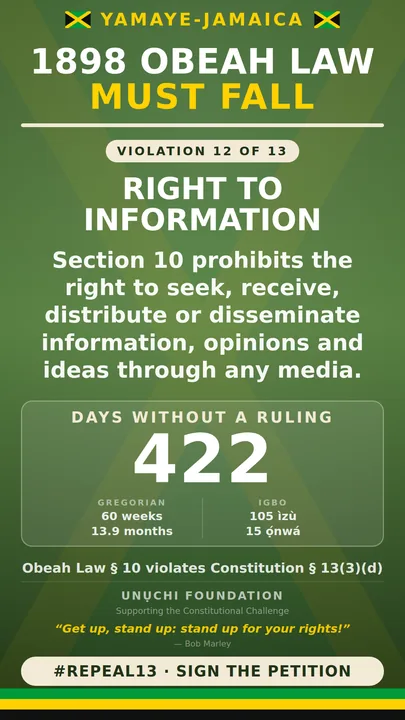 YAMAYE-JAMAICA
1898 OBEAH LAW
MUST FALL
VIOLATION 12 OF 13
RIGHT TO
INFORMATION
Section 10 prohibits the
right to seek, receive,
distribute or disseminate
information, opinions and
ideas through any media.
DAYS WITHOUT A RULING
422
GREGORIAN
60 weeks
13.9 months
IGBO
105 ìzù
15 ọ́nwá
Obeah Law § 10 violates Constitution § 13(3)(d)
UNỤCHI FOUNDATION
Supporting the Constitutional Challenge
“Get up, stand up: stand up for your rights!”
— Bob Marley
#REPEAL13 · SIGN THE PETITION